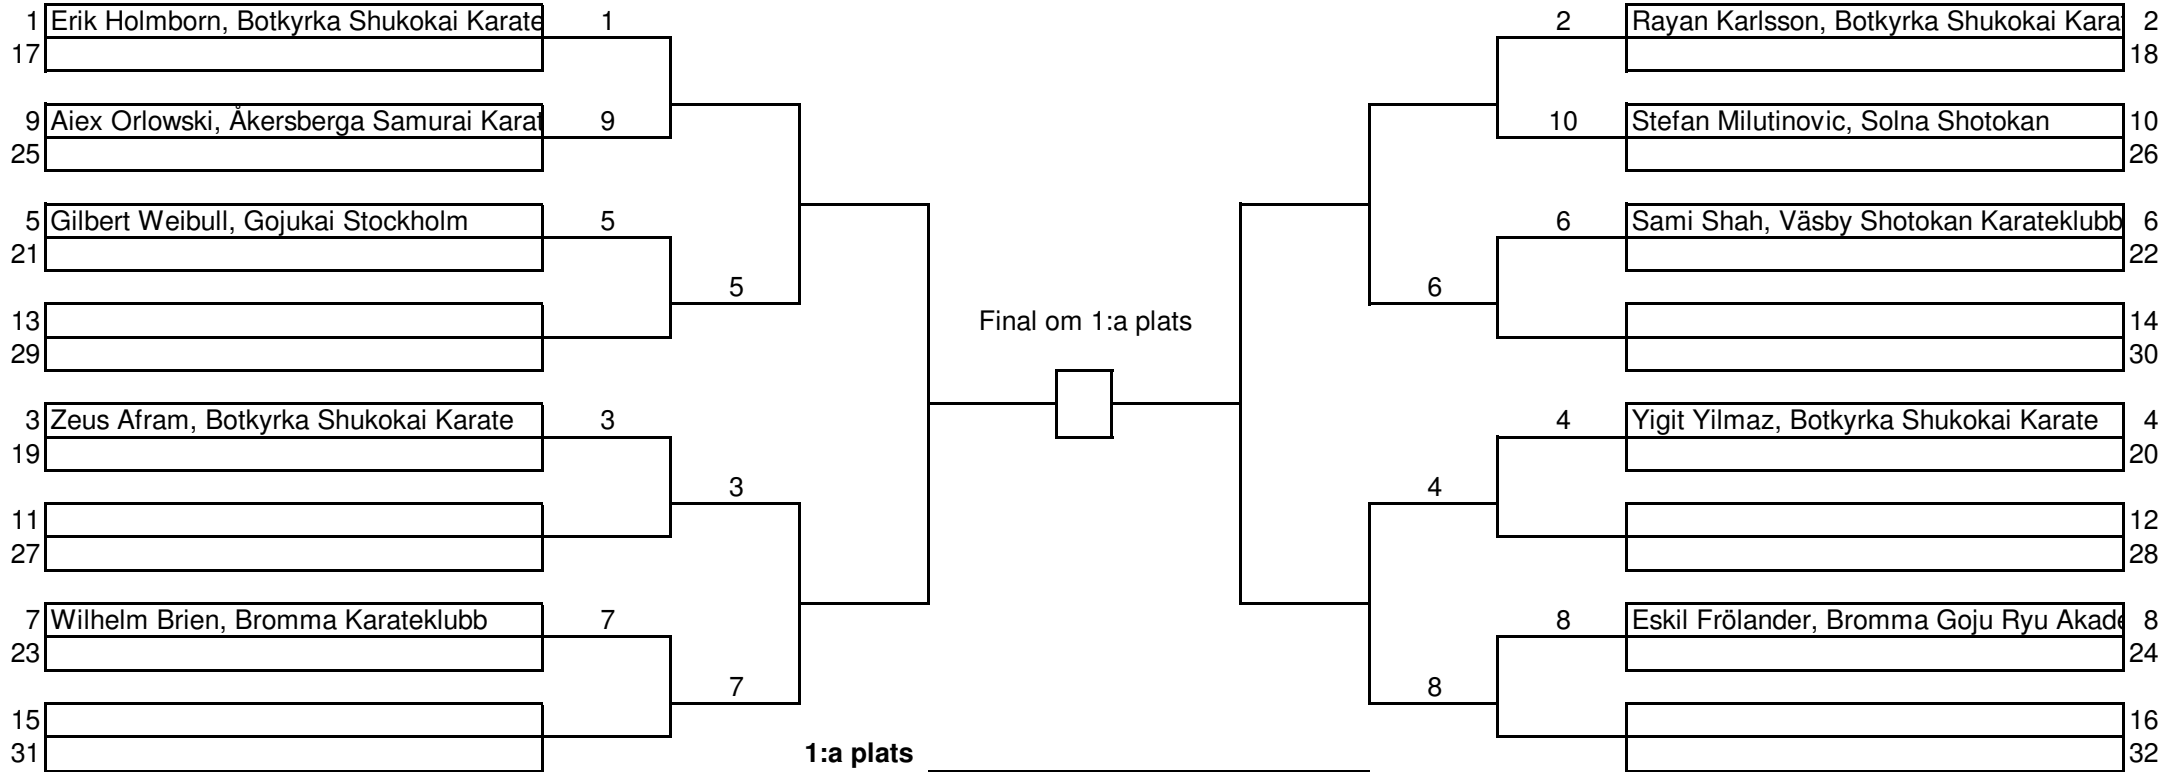 1 Erik Holmborn, Botkyrka Shukokai Karate 1 2 Rayan Karlsson, Botkyrka Shukokai Kara 2
17 18
9 Aiex Orlowski, Åkersberga Samurai Karat 9 10 Stefan Milutinovic, Solna Shotokan 10
25 26
5 Gilbert Weibull, Gojukai Stockholm 5 6 Sami Shah, Väsby Shotokan Karateklubb 6
21 22
5 6
13 Final om 1:a plats 14
29 30
3 Zeus Afram, Botkyrka Shukokai Karate 3 4 Yigit Yilmaz, Botkyrka Shukokai Karate 4
19 20
3 4
11 12
27 28
7 Wilhelm Brien, Bromma Karateklubb 7 8 Eskil Frölander, Bromma Goju Ryu Akade 8
23 24
7 8
15 16
31 1:a plats 32